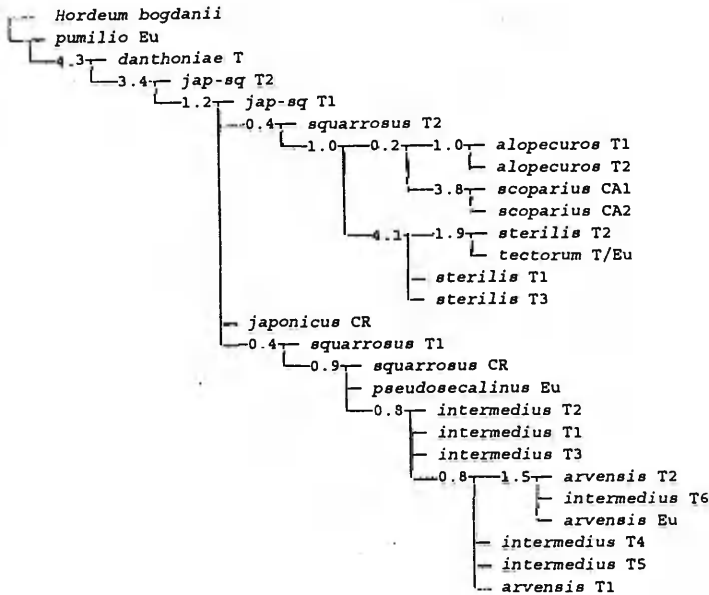 Hordeum bogdanii
pumilio Eu
4.3 danthoniae T
3.4 jap-sq T2
1.2 jap-sq T1
0.4 squarrosus T2
1.0 0.2 1.0 alopecuros T1
alopecuros T2
3.8 scoparius CA1
scoparius CA2
4.1 1.9 sterilis T2
tectorum T/Eu
sterilis T1
sterilis T3
japonicus CR
0.4 squarrosus T1
0.9 squarrosus CR
pseudosecalinus Eu
0.8 intermedius T2
intermedius T1
intermedius T3
0.8 1.5 arvensis T2
intermedius T6
arvensis Eu
intermedius T4
intermedius T5
arvensis T1